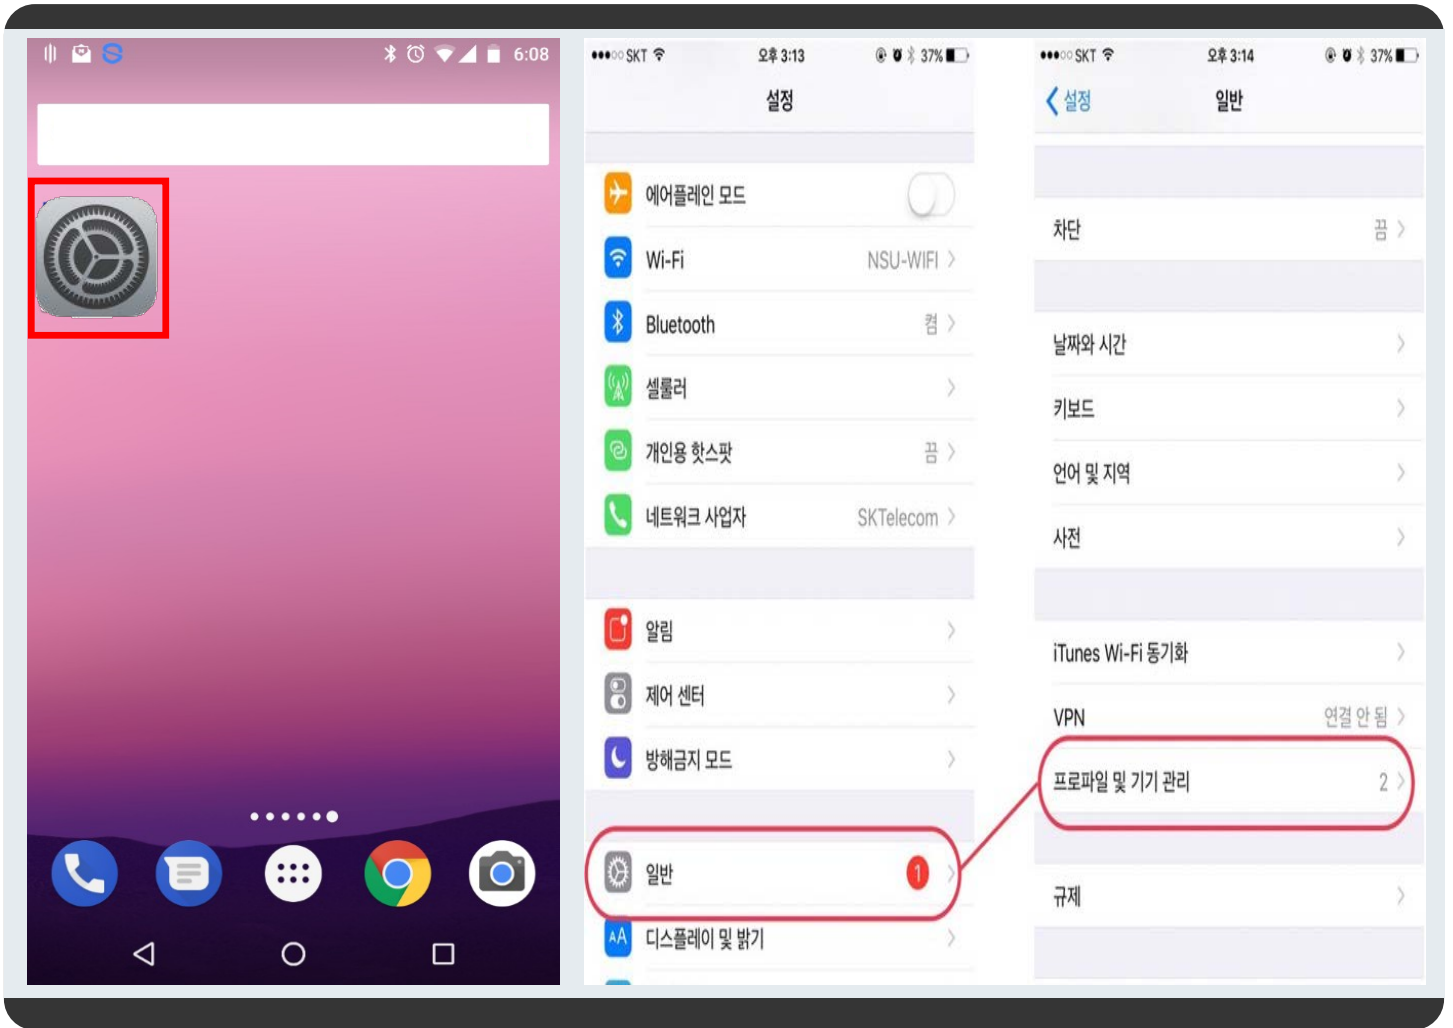 6:08
SKT
오후 3:13
37%
설정
에어플레인 모드
Wi-Fi
NSU-WIFI
Bluetooth
켬
셀룰러
개인용 핫스팟
끔
네트워크 사업자
SKTelecom
알림
제어 센터
방해금지 모드
일반
1
AA
디스플레이 및 밝기
SKT
오후 3:14
37%
설정
일반
차단
끔
날짜와 시간
키보드
언어 및 지역
사전
iTunes Wi-Fi 동기화
VPN
연결 안 됨
프로파일 및 기기 관리
2
규제